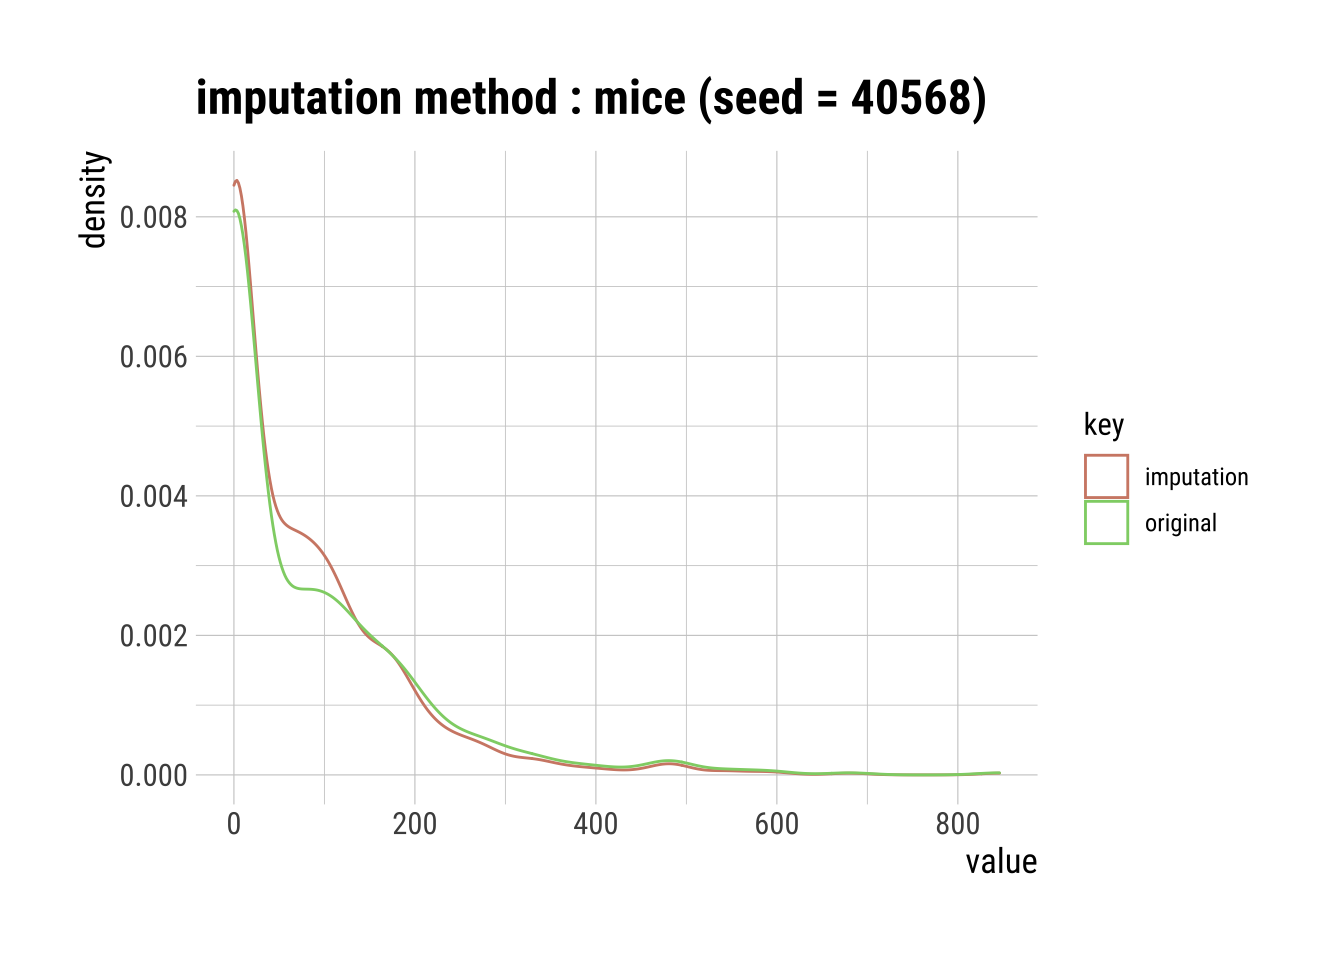 imputation method : mice (seed = 40568)
density
0.008
0.006
0.004
0.002
0.000
0 200 400 600 800
value
key
imputation
original